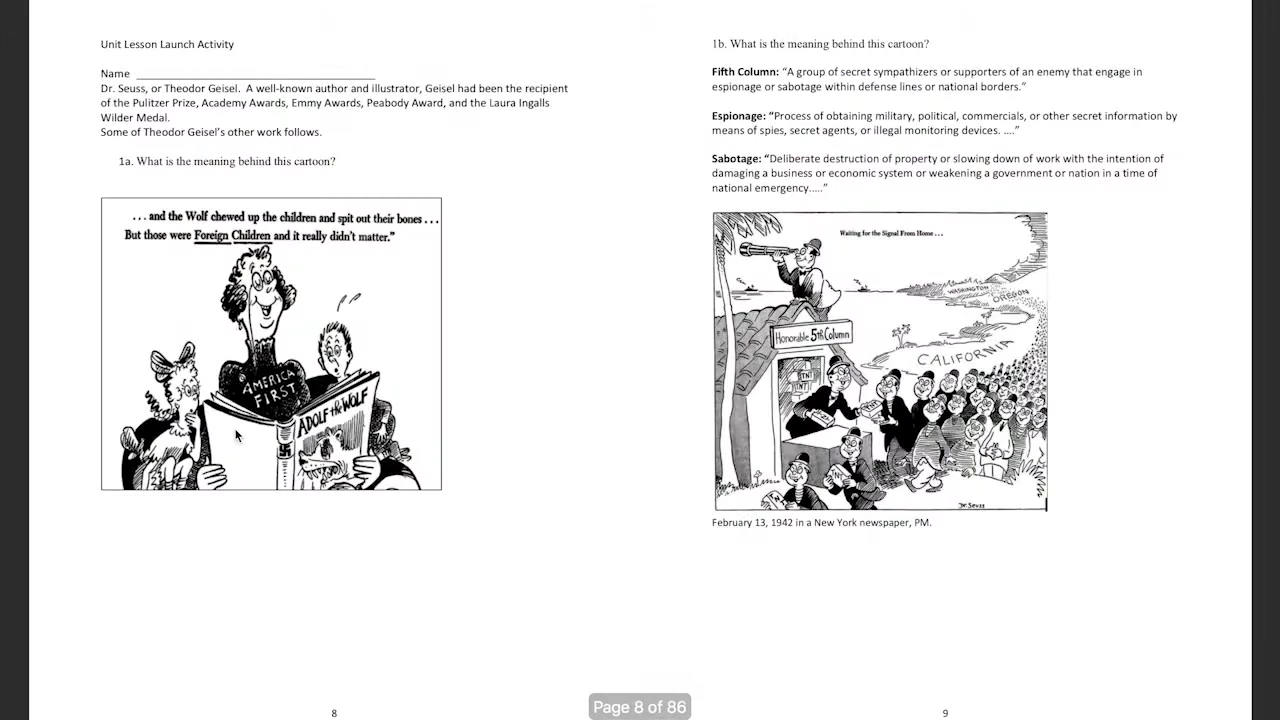 Unit Lesson Launch Activity
Name ___________________________________________
Dr. Seuss, or Theodor Geisel.  A well-known author and illustrator, Geisel had been the recipient
of the Pulitzer Prize, Academy Awards, Emmy Awards, Peabody Award, and the Laura Ingalls
Wilder Medal.
Some of Theodor Geisel's other work follows.
1a. What is the meaning behind this cartoon?
...and the Wolf chewed up the children and spit out their bones...
But those were Foreign Children and it really didn't matter."
AMERICA
FIRST
ADOLF the WOLF
8
1b. What is the meaning behind this cartoon?
Fifth Column: "A group of secret sympathizers or supporters of an enemy that engage in
espionage or sabotage within defense lines or national borders."
Espionage: "Process of obtaining military, political, commercials, or other secret information by
means of spies, secret agents, or illegal monitoring devices. ...."
Sabotage: "Deliberate destruction of property or slowing down of work with the intention of
damaging a business or economic system or weakening a government or nation in a time of
national emergency....."
Waiting for the Signal From Home...
WASHINGTON
OREGON
Honorable 5th Column
CALIFORNIA
TNT
TNT
Dr. Seuss
February 13, 1942 in a New York newspaper, PM.
9
Page 8 of 86